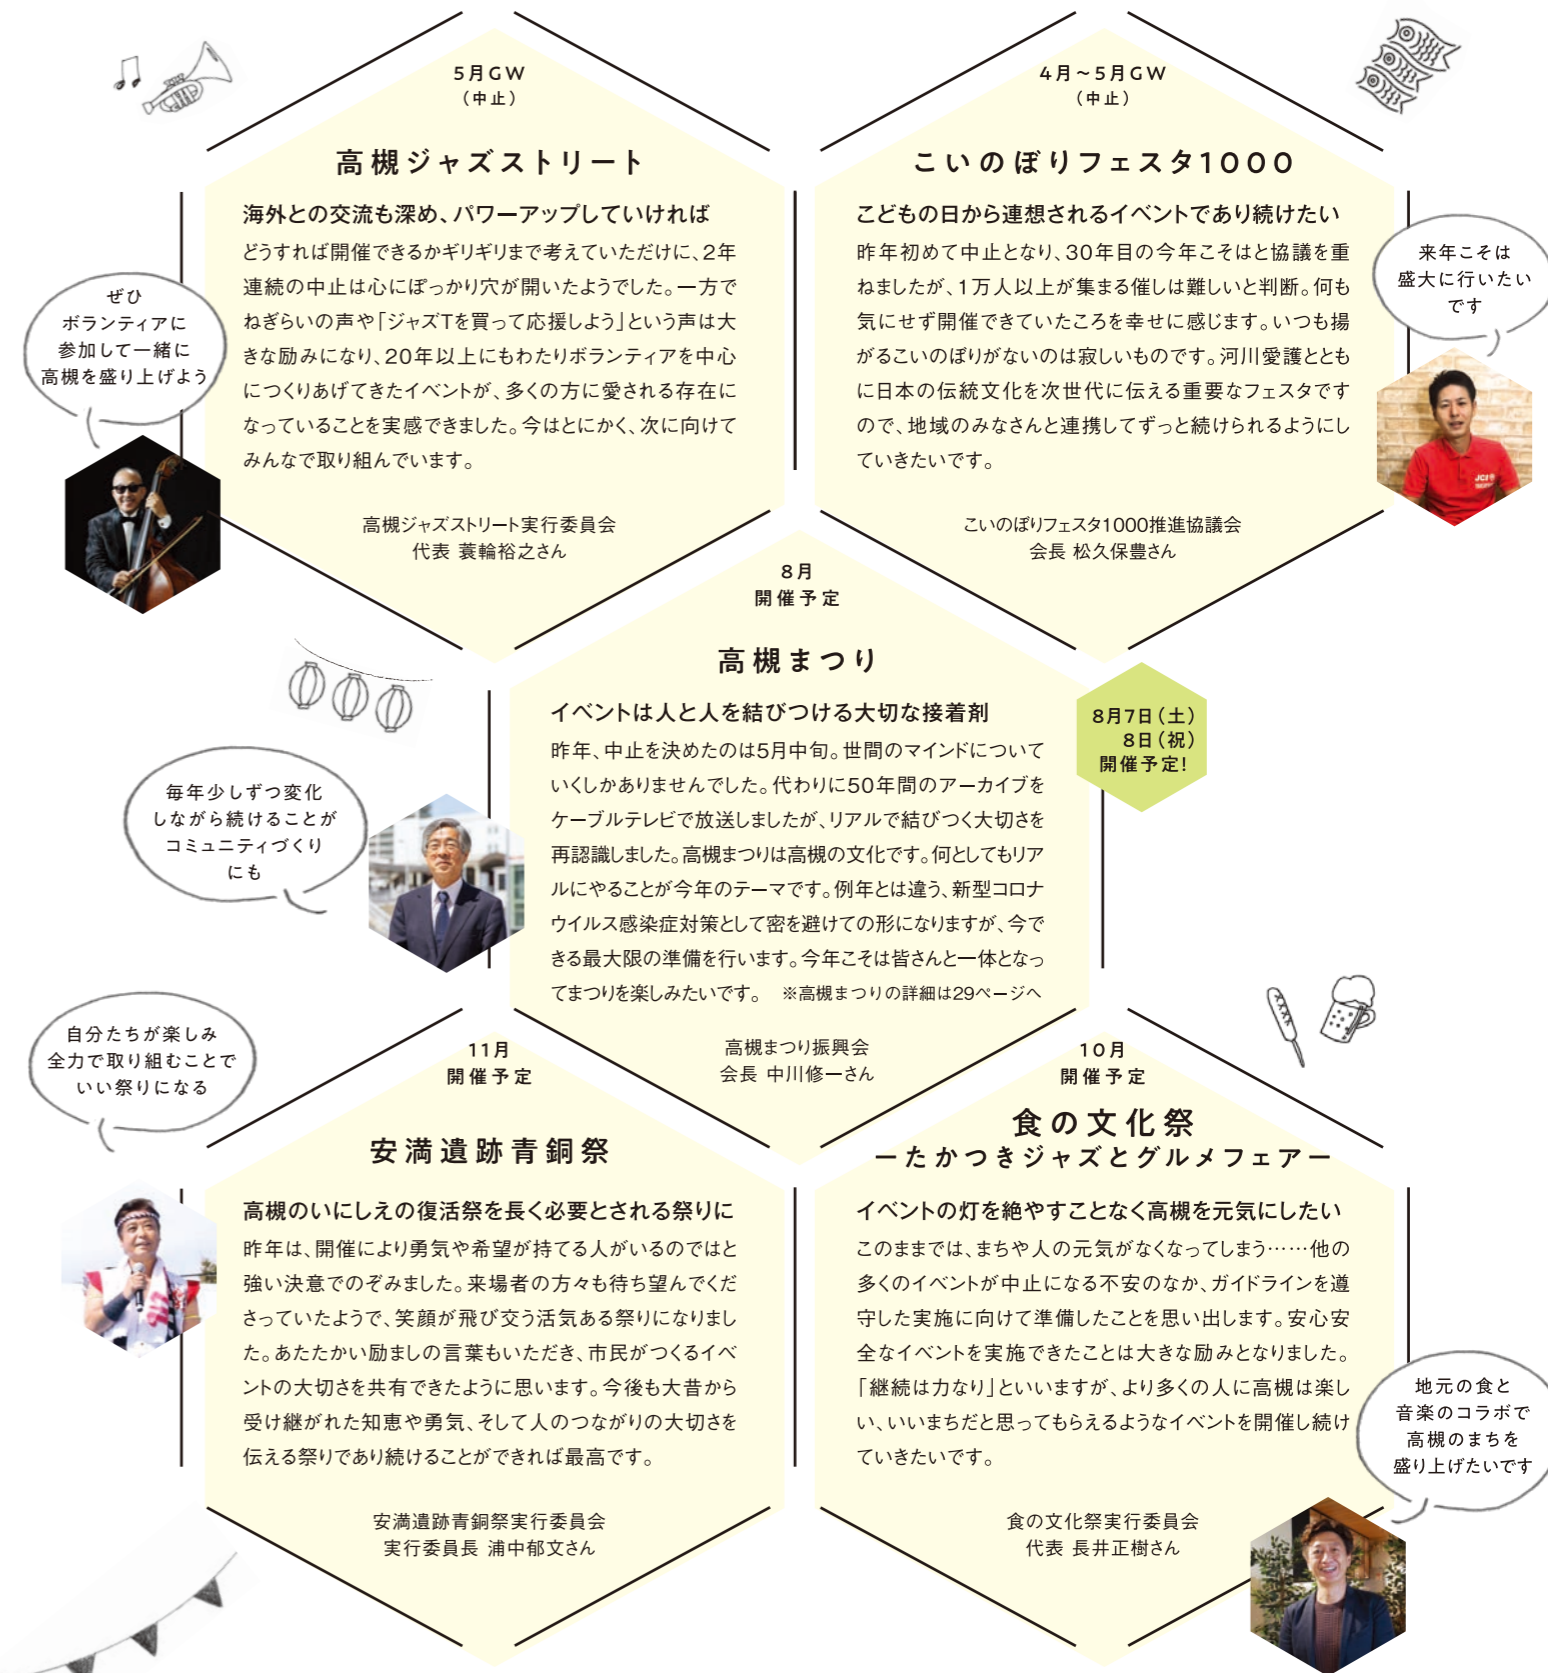 5月GW
(中止)
高槻ジャズストリート
海外との交流も深め、パワーアップしていければ
どうすれば開催できるかギリギリまで考えていただけに、2年
連続の中止は心にぽっかり穴が開いたようでした。一方で
ねぎらいの声や「ジャズTを買って応援しよう」という声は大
きな励みになり、20年以上にもわたりボランティアを中心
につくりあげてきたイベントが、多くの方に愛される存在に
なっていることを実感できました。今はとにかく、次に向けて
みんなで取り組んでいます。
高槻ジャズストリート実行委員会
代表 蓑輪裕之さん
ぜひ
ボランティアに
参加して一緒に
高槻を盛り上げよう
4月~5月GW
(中止)
こいのぼりフェスタ1000
こどもの日から連想されるイベントであり続けたい
昨年初めて中止となり、30年目の今年こそはと協議を重
ねましたが、1万人以上が集まる催しは難しいと判断。何も
気にせず開催できていたころを幸せに感じます。いつも揚
がるこいのぼりがないのは寂しいものです。河川愛護ととも
に日本の伝統文化を次世代に伝える重要なフェスタです
ので、地域のみなさんと連携してずっと続けられるようにし
ていきたいです。
こいのぼりフェスタ1000推進協議会
会長 松久保豊さん
来年こそは
盛大に行いたい
です
JCI
8月
開催予定
高槻まつり
イベントは人と人を結びつける大切な接着剤
昨年、中止を決めたのは5月中旬。世間のマインドについて
いくしかありませんでした。代わりに50年間のアーカイブを
ケーブルテレビで放送しましたが、リアルで結びつく大切さを
再認識しました。高槻まつりは高槻の文化です。何としてもリア
ルにやることが今年のテーマです。例年とは違う、新型コロナ
ウイルス感染症対策として密を避けての形になりますが、今で
きる最大限の準備を行います。今年こそは皆さんと一体となっ
てまつりを楽しみたいです。 ※高槻まつりの詳細は29ページへ
高槻まつり振興会
会長 中川修一さん
8月7日(土)
8日(祝)
開催予定!
毎年少しずつ変化
しながら続けることが
コミュニティづくり
にも
11月
開催予定
安満遺跡青銅祭
高槻のいにしえの復活祭を長く必要とされる祭りに
昨年は、開催により勇気や希望が持てる人がいるのではと
強い決意でのぞみました。来場者の方々も待ち望んでくだ
さっていたようで、笑顔が飛び交う活気ある祭りになりまし
た。あたたかい励ましの言葉もいただき、市民がつくるイベ
ントの大切さを共有できたように思います。今後も大昔から
受け継がれた知恵や勇気、そして人のつながりの大切さを
伝える祭りであり続けることができれば最高です。
安満遺跡青銅祭実行委員会
実行委員長 浦中郁文さん
自分たちが楽しみ
全力で取り組むことで
いい祭りになる
10月
開催予定
食の文化祭
ーたかつきジャズとグルメフェアー
イベントの灯を絶やすことなく高槻を元気にしたい
このままでは、まちや人の元気がなくなってしまう……他の
多くのイベントが中止になる不安のなか、ガイドラインを遵
守した実施に向けて準備したことを思い出します。安心安
全なイベントを実施できたことは大きな励みとなりました。
「継続は力なり」といいますが、より多くの人に高槻は楽し
い、いいまちだと思ってもらえるようなイベントを開催し続け
ていきたいです。
食の文化祭実行委員会
代表 長井正樹さん
地元の食と
音楽のコラボで
高槻のまちを
盛り上げたいです